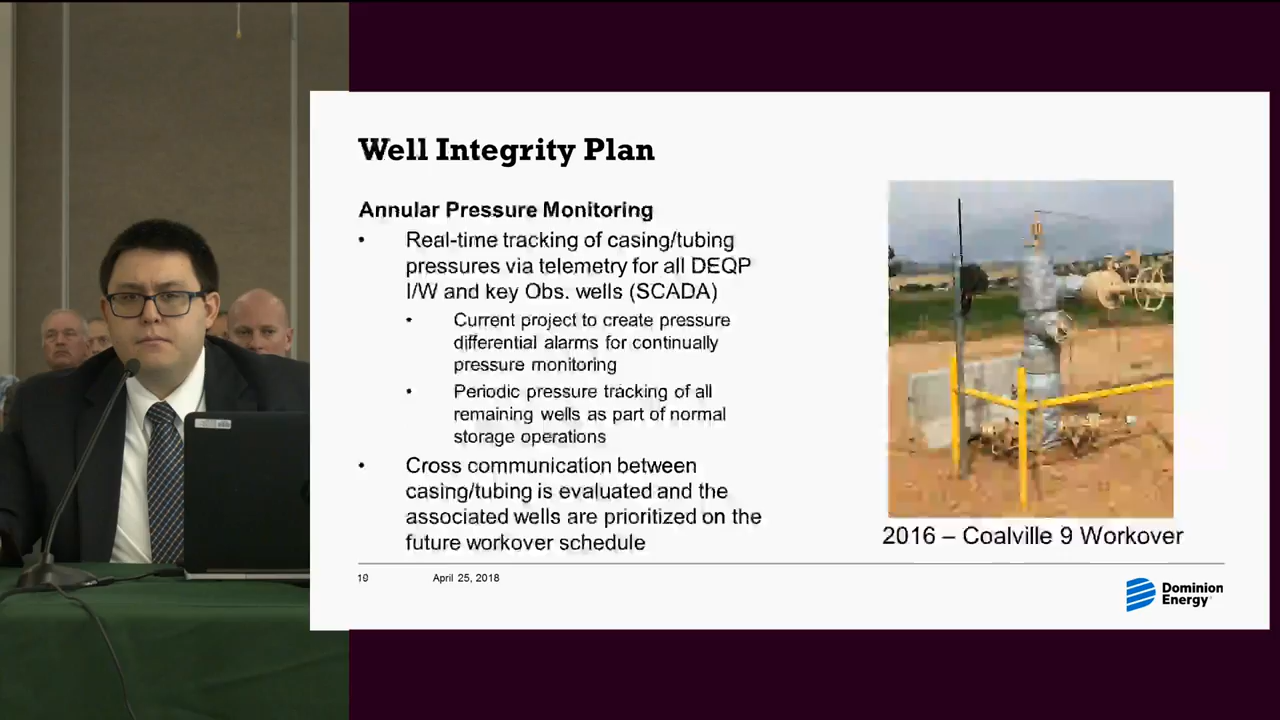 Well Integrity Plan
Annular Pressure Monitoring
• Real-time tracking of casing/tubing
pressures via telemetry for all DEQP
I/W and key Obs. wells (SCADA)
• Current project to create pressure
differential alarms for continually
pressure monitoring
• Periodic pressure tracking of all
remaining wells as part of normal
storage operations
• Cross communication between
casing/tubing is evaluated and the
associated wells are prioritized on the
future workover schedule
2016 – Coalville 9 Workover
10 April 25, 2018
Dominion
Energy